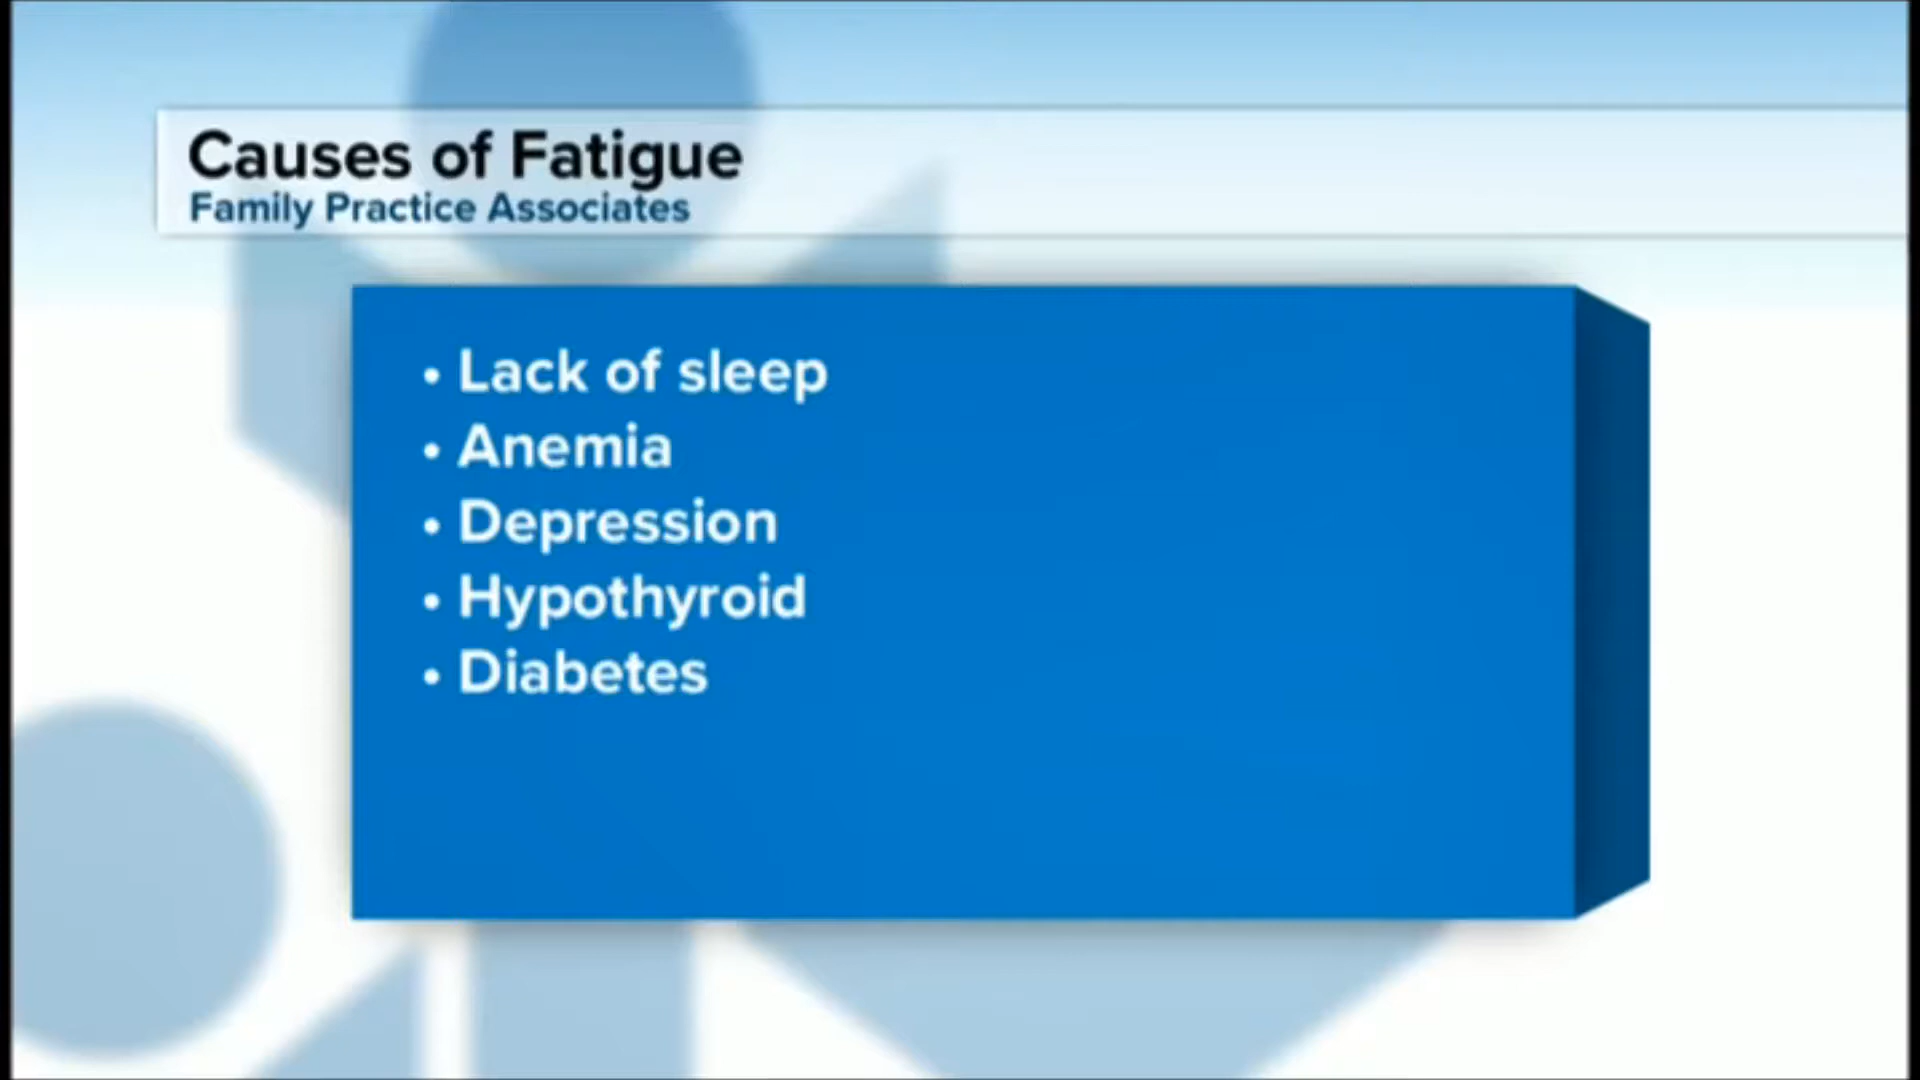 Causes of Fatigue
Family Practice Associates
• Lack of sleep
• Anemia
• Depression
• Hypothyroid
• Diabetes